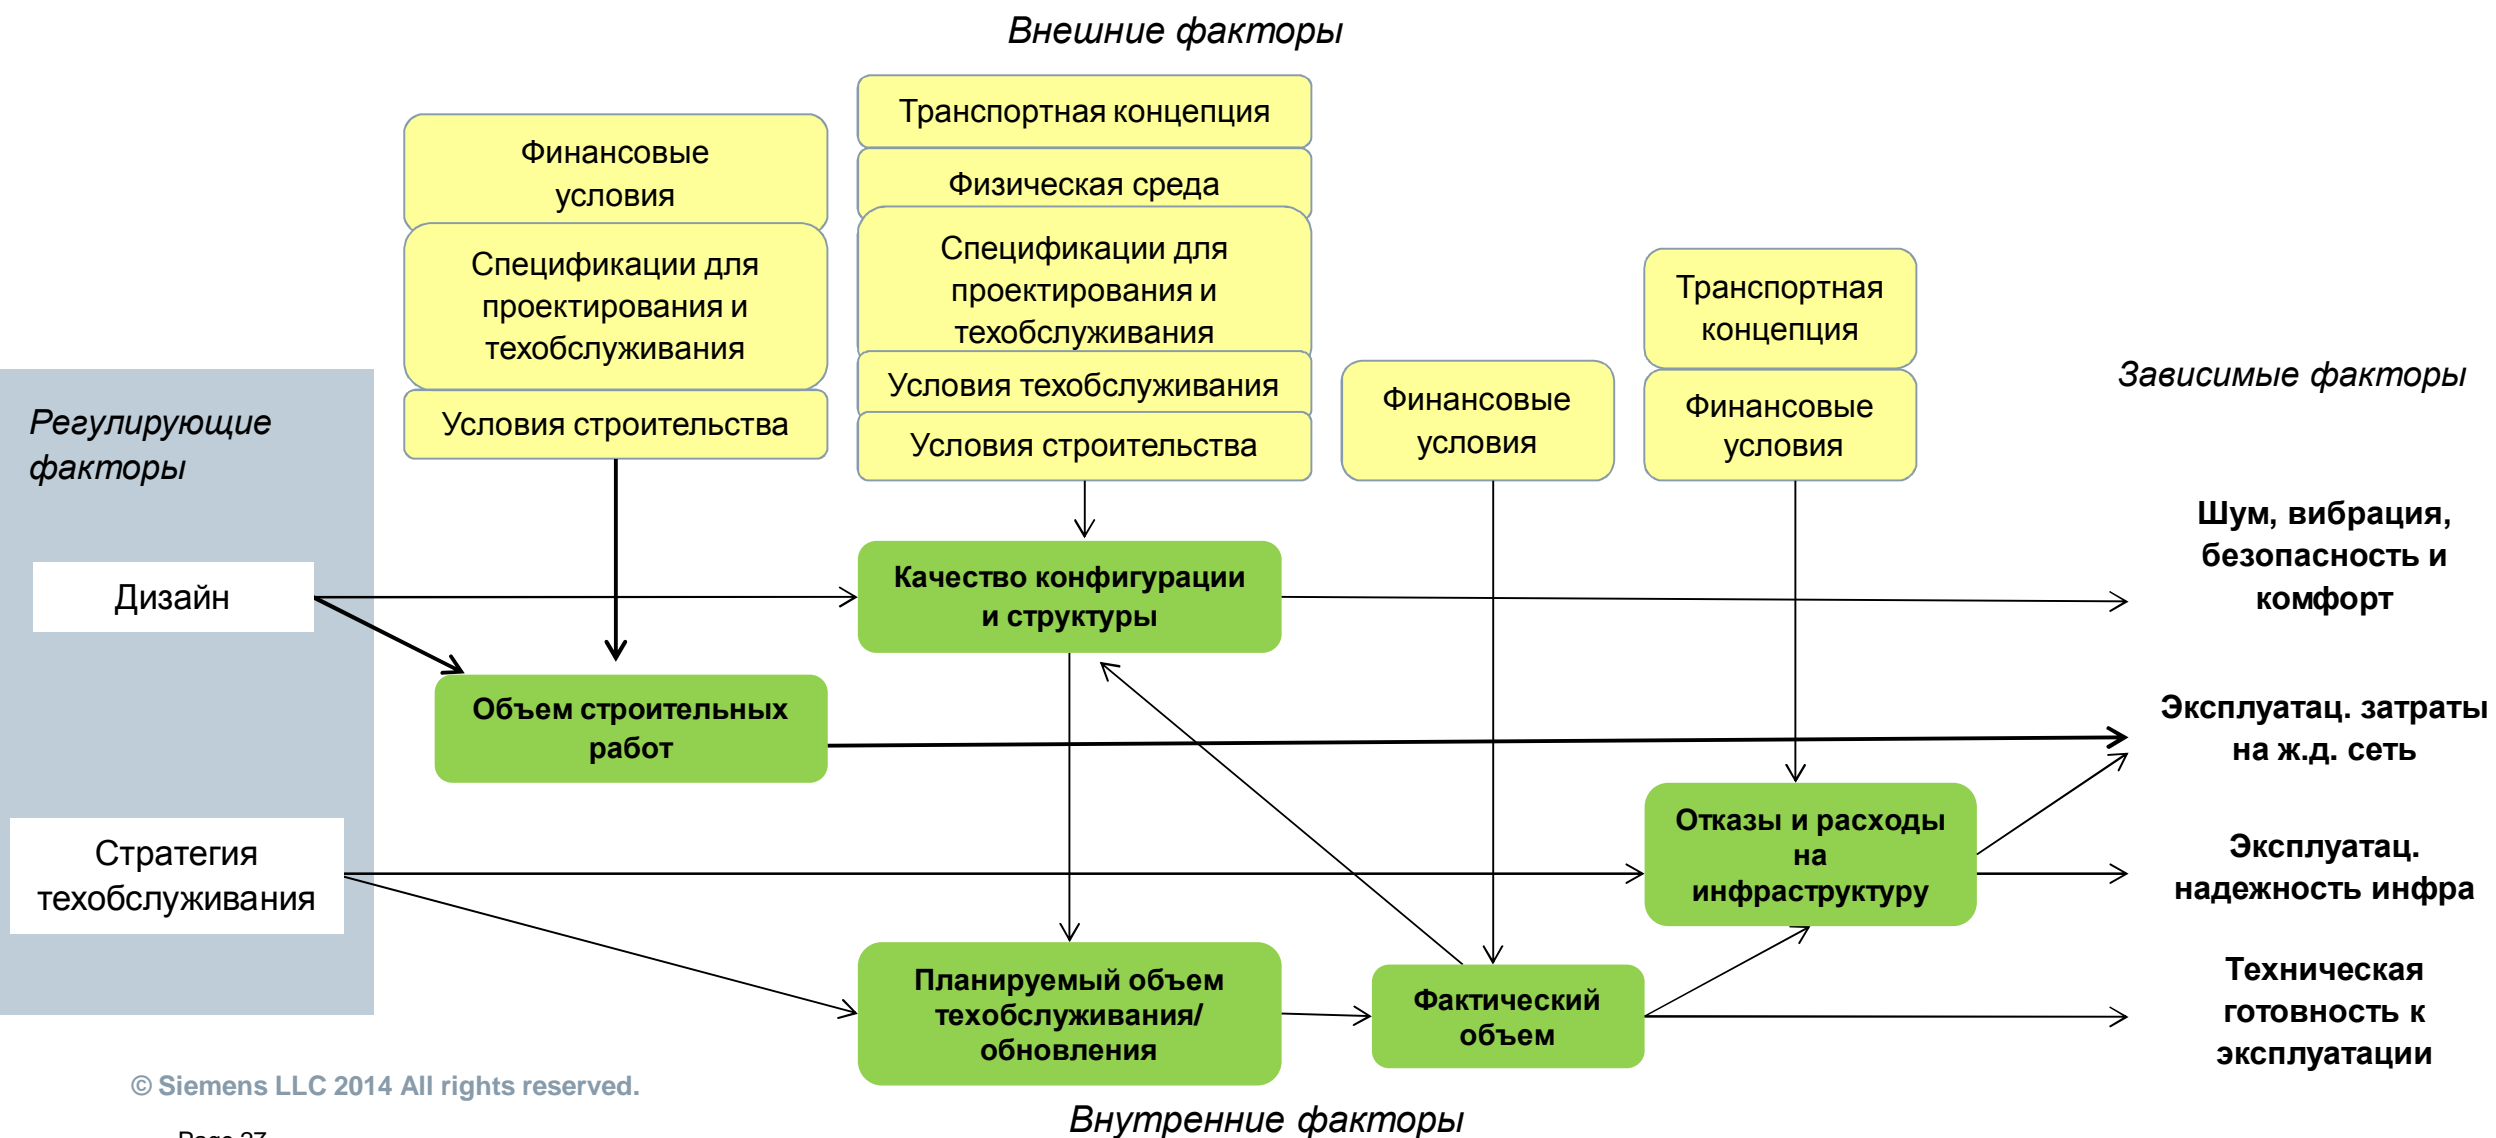 Внешние факторы
Финансовые
условия
Спецификации для
проектирования и
техобслуживания
Условия строительства
Транспортная концепция
Физическая среда
Спецификации для
проектирования и
техобслуживания
Условия техобслуживания
Условия строительства
Финансовые
условия
Транспортная
концепция
Финансовые
условия
Зависимые факторы
Регулирующие
факторы
Дизайн
Стратегия
техобслуживания
Качество конфигурации
и структуры
Объем строительных
работ
Планируемый объем
техобслуживания/
обновления
Фактический
объем
Отказы и расходы
на
инфраструктуру
Шум, вибрация,
безопасность и
комфорт
Эксплуатац. затраты
на ж.д. сеть
Эксплуатац.
надежность инфра
Техническая
готовность к
эксплуатации
© Siemens LLC 2014 All rights reserved.
Внутренние факторы
Page 27